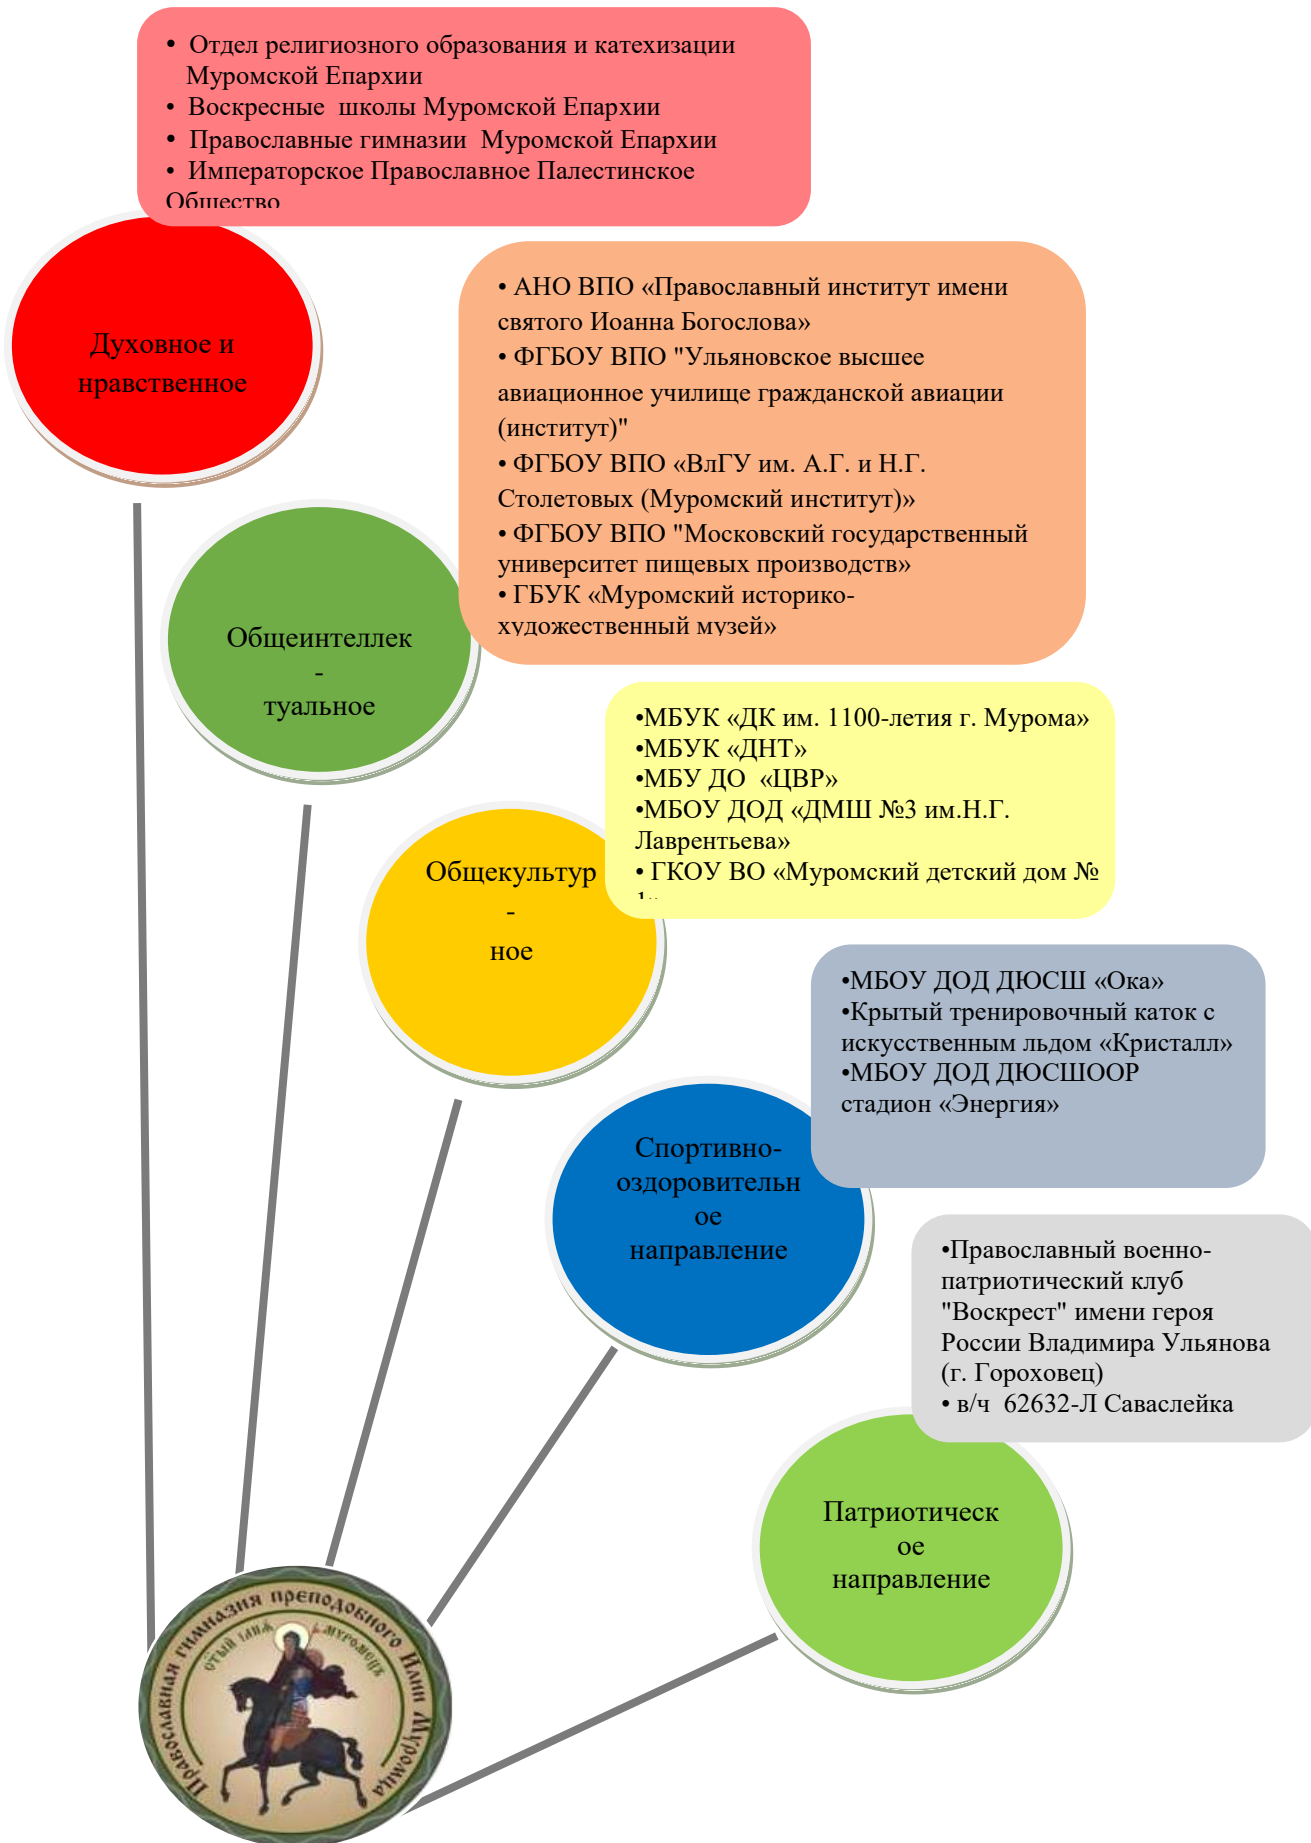 • Отдел религиозного образования и катехизации
Муромской Епархии
• Воскресные школы Муромской Епархии
• Православные гимназии Муромской Епархии
• Императорское Православное Палестинское
Общество
Духовное и
нравственное
• АНО ВПО «Православный институт имени
святого Иоанна Богослова»
• ФГБОУ ВПО "Ульяновское высшее
авиационное училище гражданской авиации
(институт)"
• ФГБОУ ВПО «ВлГУ им. А.Г. и Н.Г.
Столетовых (Муромский институт)»
• ФГБОУ ВПО "Московский государственный
университет пищевых производств»
• ГБУК «Муромский историко-
художественный музей»
Общеинтеллек
-
туальное
•МБУК «ДК им. 1100-летия г. Мурома»
•МБУК «ДНТ»
•МБУ ДО «ЦВР»
•МБОУ ДОД «ДМШ №3 им.Н.Г.
Лаврентьева»
• ГКОУ ВО «Муромский детский дом №
1»
Общекультур
-
ное
•МБОУ ДОД ДЮСШ «Ока»
•Крытый тренировочный каток с
искусственным льдом «Кристалл»
•МБОУ ДОД ДЮСШООР
стадион «Энергия»
Спортивно-
оздоровительн
ое
направление
•Православный военно-
патриотический клуб
"Воскрест" имени героя
России Владимира Ульянова
(г. Гороховец)
• в/ч 62632-Л Саваслейка
Патриотическ
ое
направление
Православная гимназия преподобного Илии Муромца